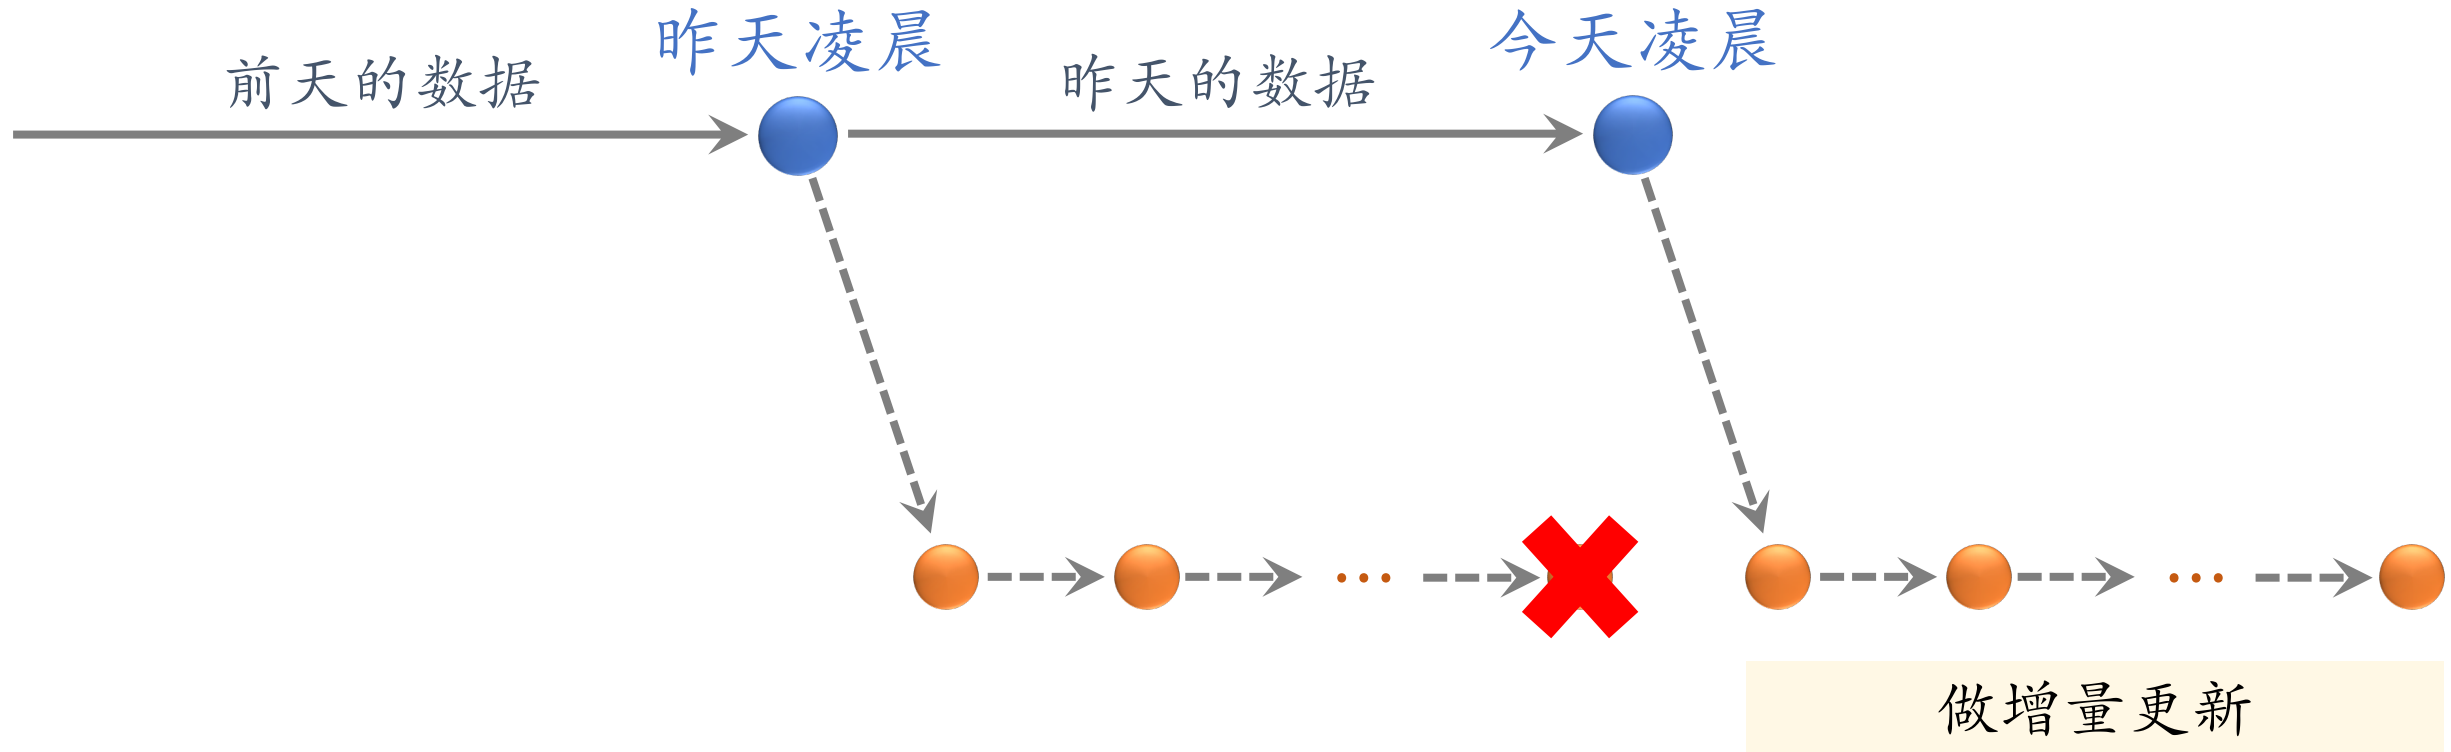 前天的数据
昨天凌晨
昨天的数据
今天凌晨
...
...
做增量更新